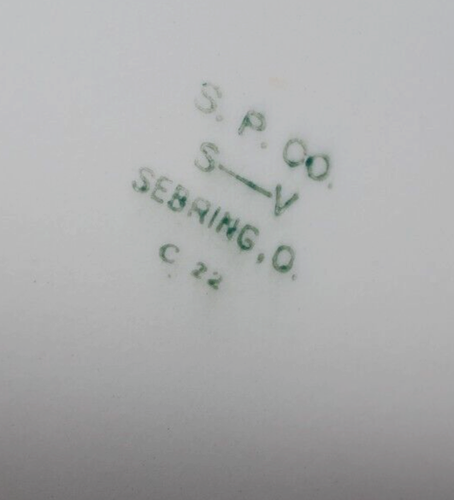 S. P. CO.
S—V
SEBRING, O.
C 22